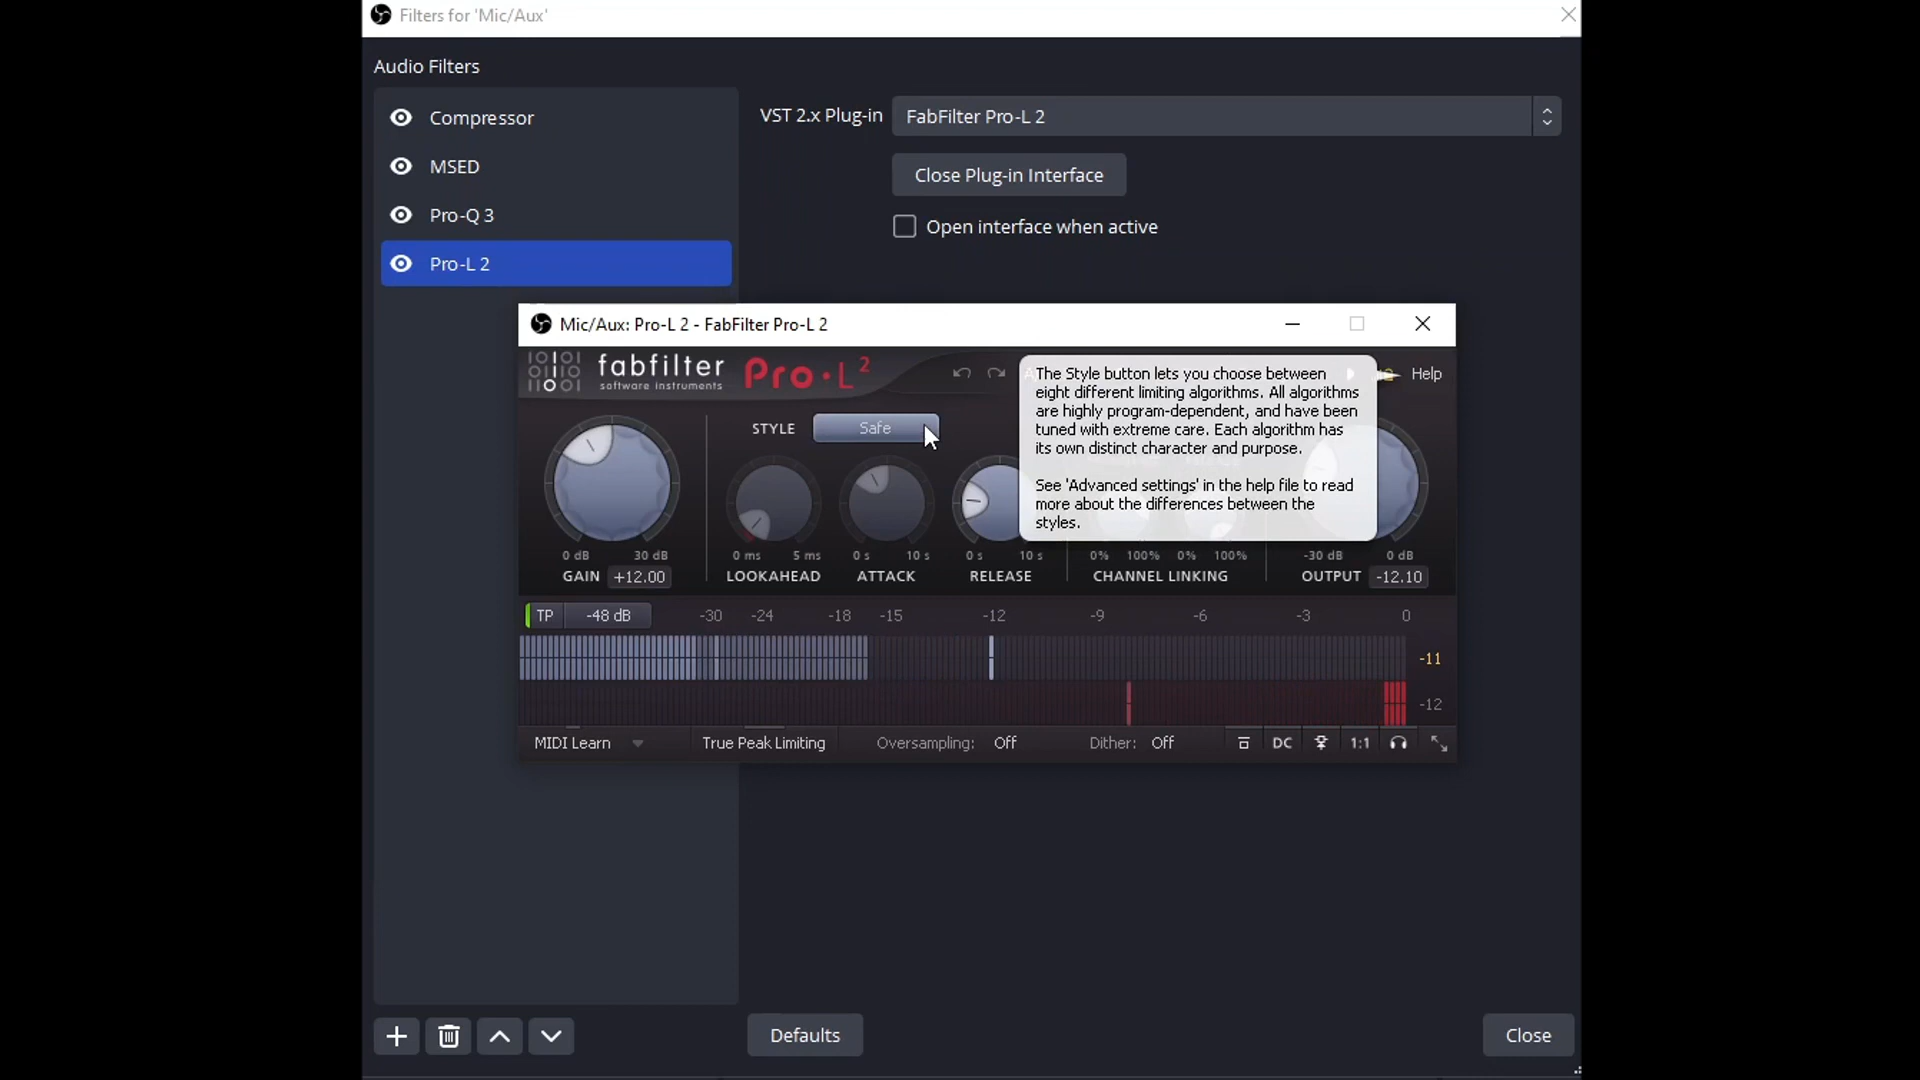 Filters for 'Mic/Aux'
Audio Filters
Compressor
MSED
Pro-Q 3
Pro-L 2
VST 2.x Plug-in
FabFilter Pro-L 2
Close Plug-in Interface
Open interface when active
Mic/Aux: Pro-L 2 - FabFilter Pro-L 2
fabfilter
software instruments
Pro·L²
Help
The Style button lets you choose between
eight different limiting algorithms. All algorithms
are highly program-dependent, and have been
tuned with extreme care. Each algorithm has
its own distinct character and purpose.
See 'Advanced settings' in the help file to read
more about the differences between the
styles.
STYLE
Safe
0 dB 30 dB
GAIN +12.00
0 ms 5 ms
LOOKAHEAD
0 s 10 s
ATTACK
0 s 10 s
RELEASE
0% 100% 0% 100%
CHANNEL LINKING
-30 dB 0 dB
OUTPUT -12.10
TP -48 dB -30 -24 -18 -15 -12 -9 -6 -3 0
-11
-12
MIDI Learn True Peak Limiting Oversampling: Off Dither: Off DC 1:1
Defaults
Close